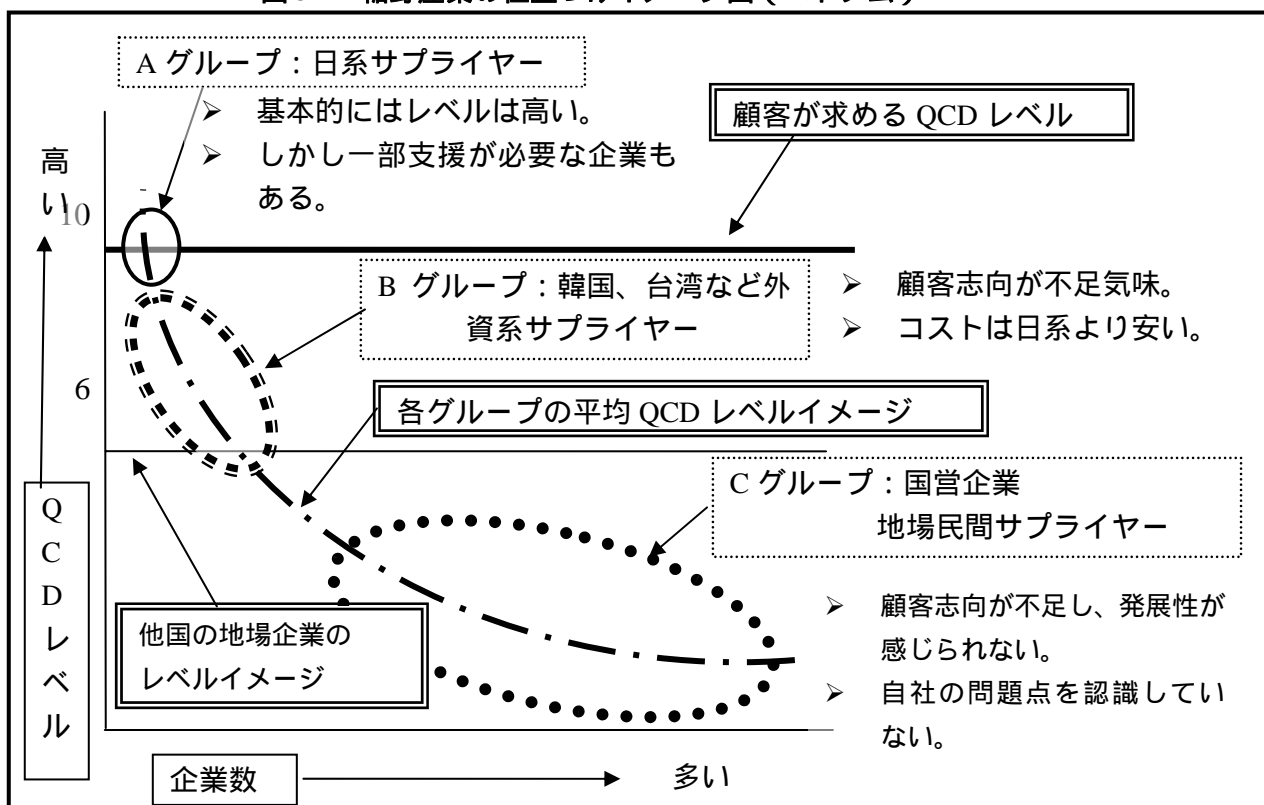 A グループ：日系サプライヤー
➢ 基本的にはレベルは高い。
➢ しかし一部支援が必要な企業も
ある。
顧客が求める QCD レベル
高
い
10
B グループ：韓国、台湾など外
資系サプライヤー
➢ 顧客志向が不足気味。
➢ コストは日系より安い。
6
各グループの平均 QCD レベルイメージ
C グループ：国営企業
地場民間サプライヤー
Q
C
D
レ
ベ
ル
他国の地場企業の
レベルイメージ
➢ 顧客志向が不足し、発展性が
感じられない。
➢ 自社の問題点を認識してい
ない。
企業数
多い